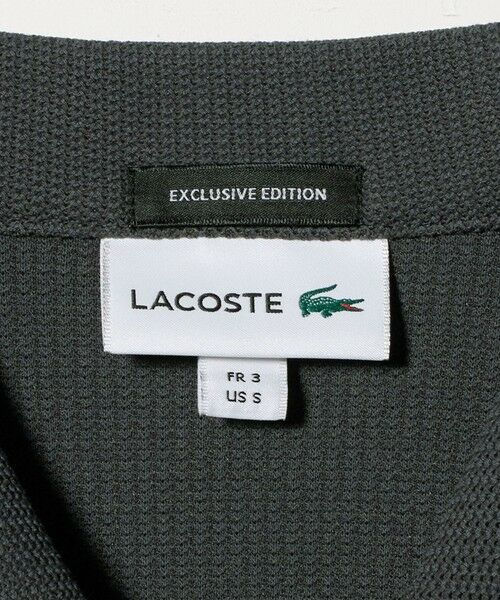 EXCLUSIVE EDITION
LACOSTE
FR 3
US S